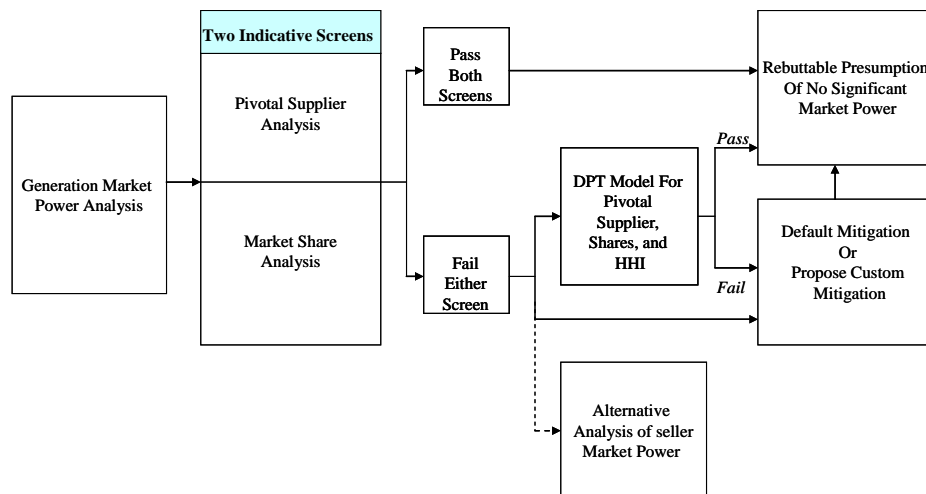 Two Indicative Screens
Generation Market
Power Analysis
Pivotal Supplier
Analysis
Market Share
Analysis
Pass
Both
Screens
Fail
Either
Screen
DPT Model For
Pivotal
Supplier,
Shares, and
HHI
Alternative
Analysis of seller
Market Power
Pass
Fail
Rebuttable Presumption
Of No Significant
Market Power
Default Mitigation
Or
Propose Custom
Mitigation